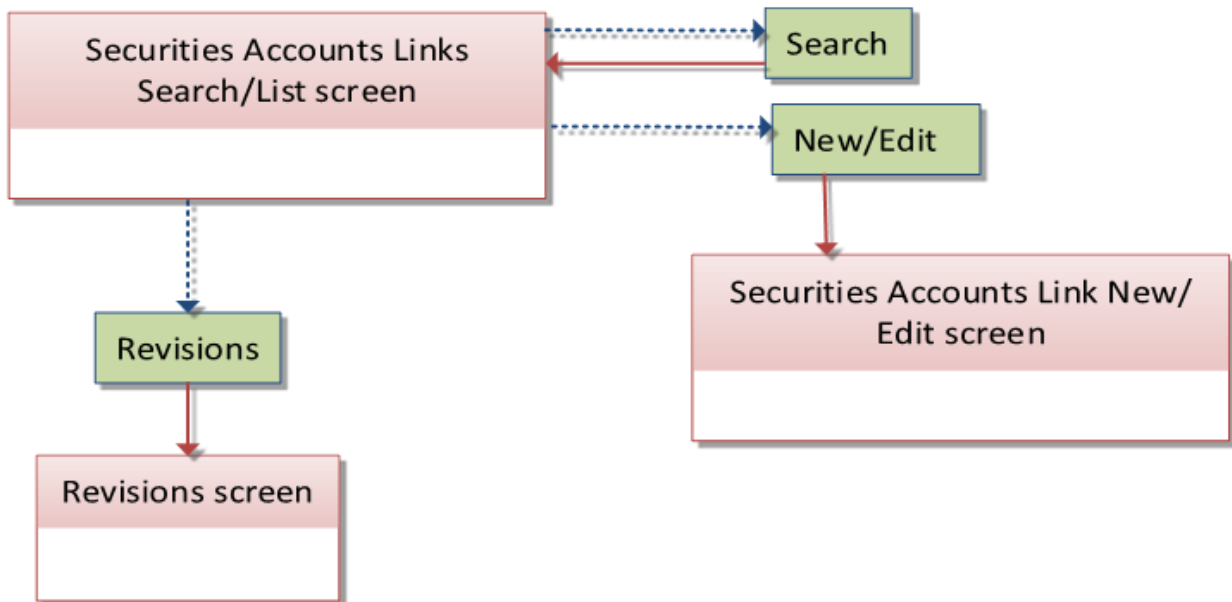 Securities Accounts Links
Search/List screen
Search
New/Edit
Securities Accounts Link New/
Edit screen
Revisions
Revisions screen